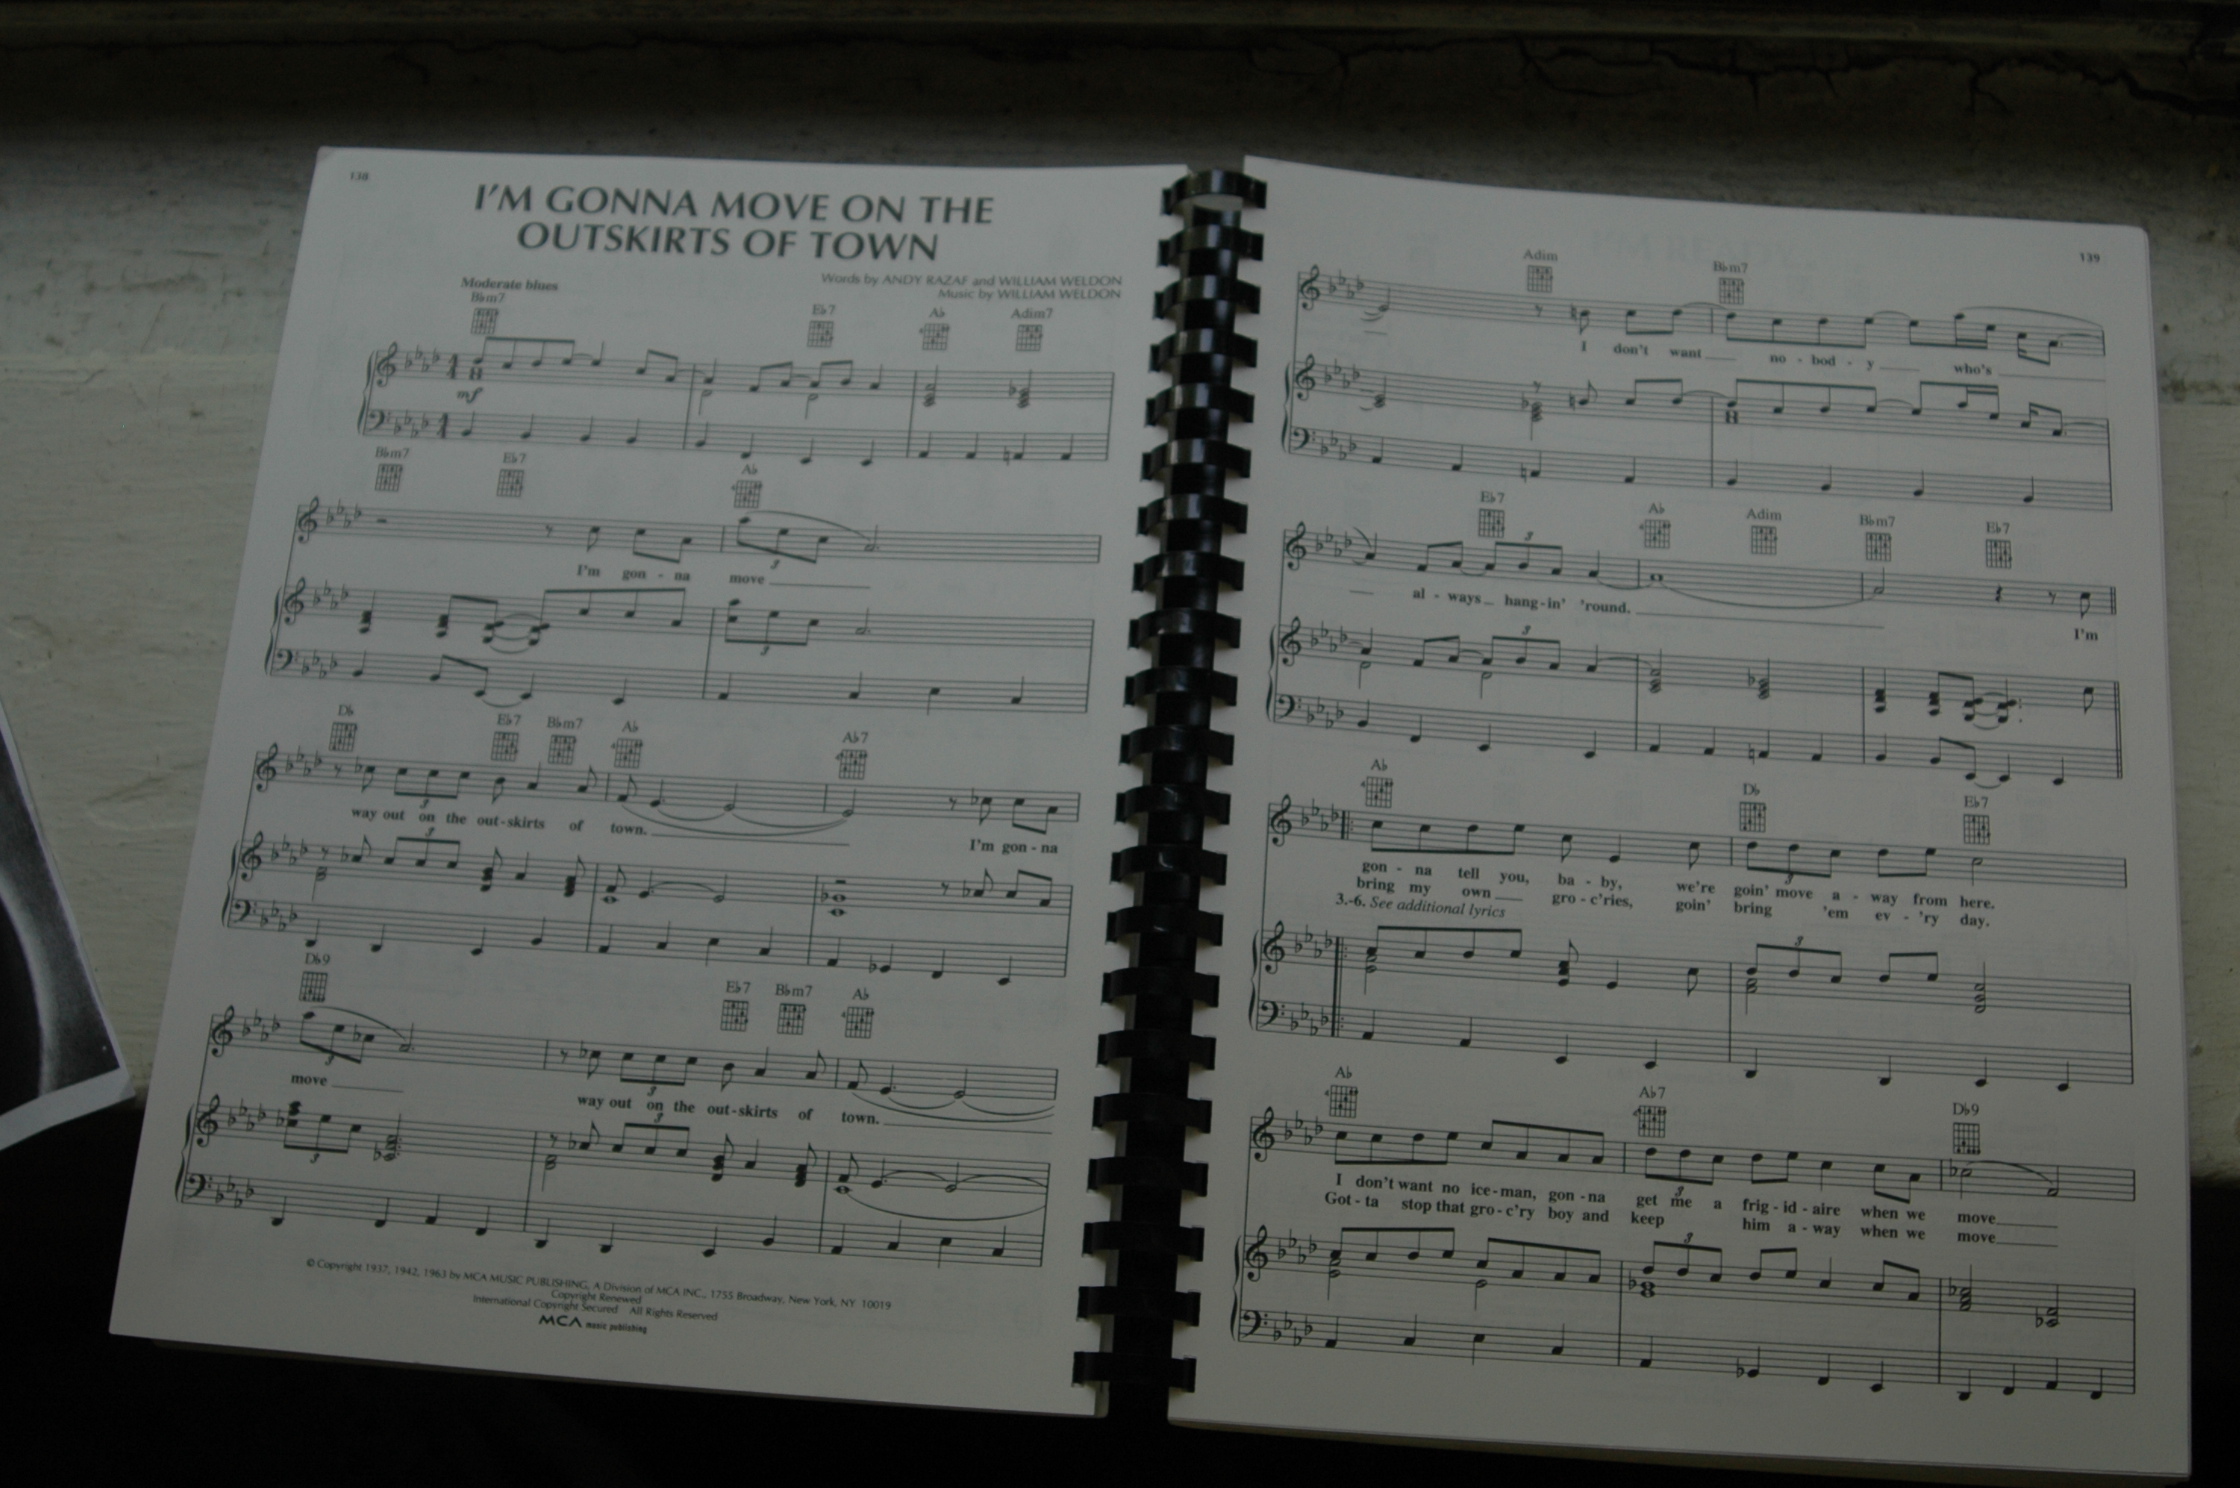 138
I'M GONNA MOVE ON THE
OUTSKIRTS OF TOWN
Words by ANDY RAZAF and WILLIAM WELDON
Music by WILLIAM WELDON
Moderate blues
B♭m7 E♭7 A♭ Adim7
mf
B♭m7 E♭7 A♭
I'm gon - na move
D♭ E♭7 B♭m7 A♭ A♭7
way out on the out - skirts of town. I'm gon - na
D♭9 E♭7 B♭m7 A♭
move way out on the out - skirts of town.
© Copyright 1937, 1942, 1963 by MCA MUSIC PUBLISHING, A Division of MCA INC., 1755 Broadway, New York, NY 10019
Copyright Renewed
International Copyright Secured All Rights Reserved
MCA music publishing
139
Adim B♭m7
I don't want no - bod - y who's
E♭7 A♭ Adim B♭m7 E♭7
al - ways hang - in' 'round. I'm
A♭ D♭ E♭7
gon - na tell you, ba - by, we're goin' move a - way from here.
bring my own gro - c'ries, goin' bring 'em ev - 'ry day.
3.-6. See additional lyrics
A♭ A♭7 D♭9
I don't want no ice - man, gon - na get me a frig - id - aire when we move
Got - ta stop that gro - c'ry boy and keep him a - way when we move